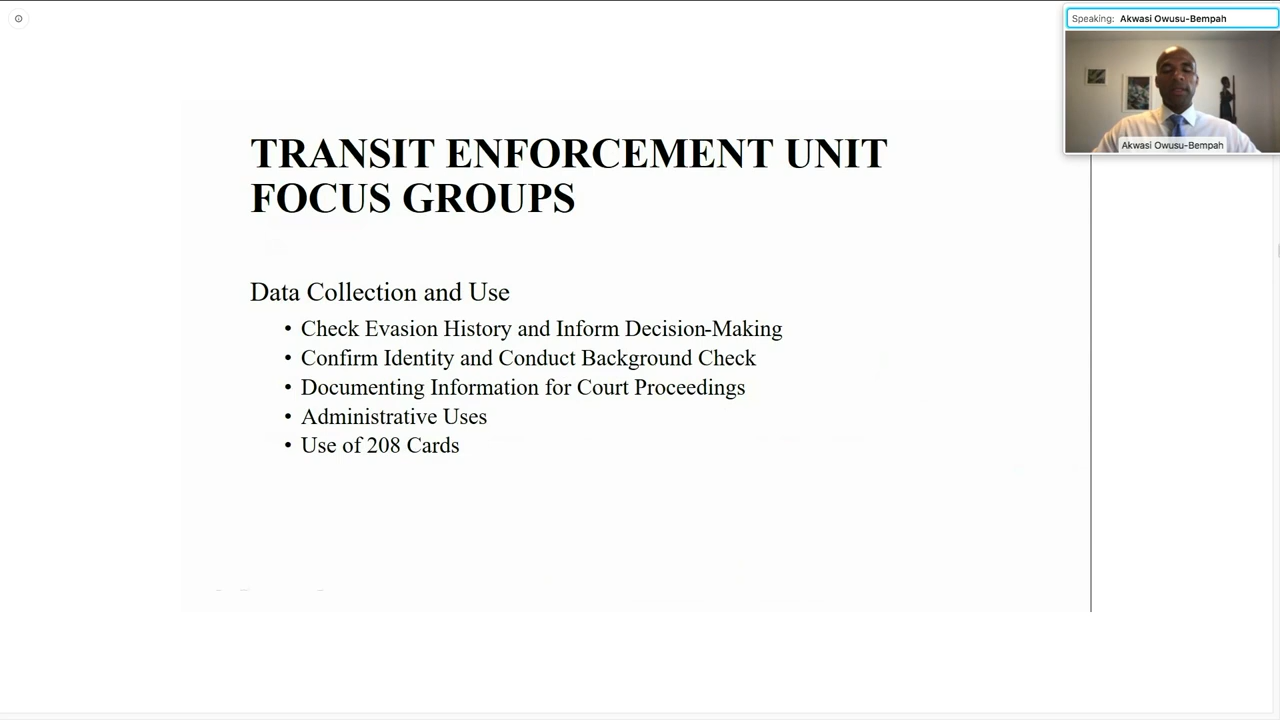 Speaking: Akwasi Owusu-Bempah
Akwasi Owusu-Bempah
TRANSIT ENFORCEMENT UNIT
FOCUS GROUPS
Data Collection and Use
• Check Evasion History and Inform Decision-Making
• Confirm Identity and Conduct Background Check
• Documenting Information for Court Proceedings
• Administrative Uses
• Use of 208 Cards